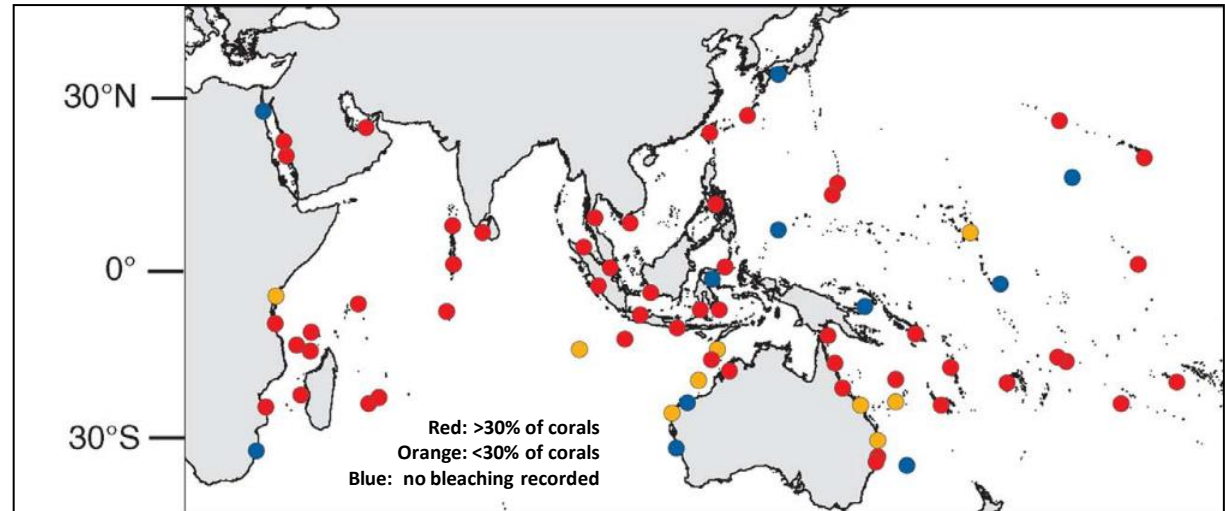 30°N
0°
30°S
Red: >30% of corals
Orange: <30% of corals
Blue:  no bleaching recorded